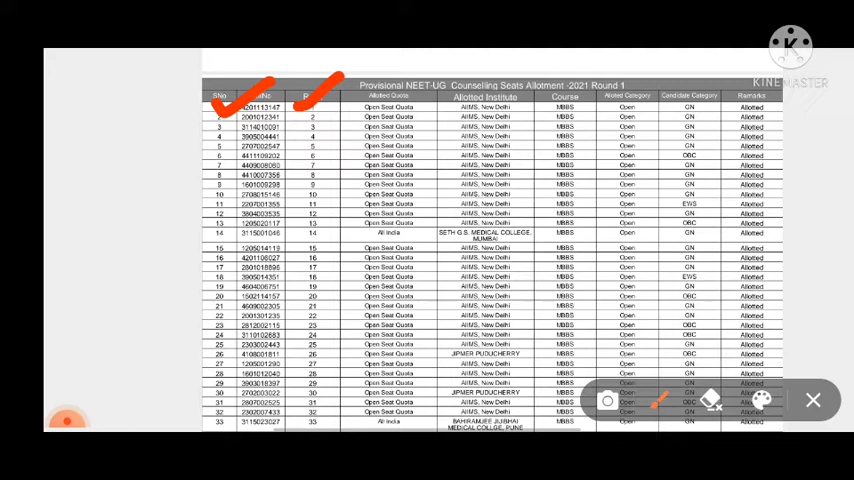 K
KINEMASTER
Provisional NEET-UG Counselling Seats Allotment -2021 Round 1
SNo Allotted Quota Allotted Institute Course Alloted Category Candidate Category Remarks
4201113147 Open Seat Quota AIIMS, New Delhi MBBS Open GN Allotted
2 2001012341 2 Open Seat Quota AIIMS, New Delhi MBBS Open GN Allotted
3 3114010091 3 Open Seat Quota AIIMS, New Delhi MBBS Open GN Allotted
4 3905004441 4 Open Seat Quota AIIMS, New Delhi MBBS Open GN Allotted
5 2707002547 5 Open Seat Quota AIIMS, New Delhi MBBS Open GN Allotted
6 4411109202 6 Open Seat Quota AIIMS, New Delhi MBBS Open OBC Allotted
7 4409008060 7 Open Seat Quota AIIMS, New Delhi MBBS Open GN Allotted
8 4410007356 8 Open Seat Quota AIIMS, New Delhi MBBS Open GN Allotted
9 1601009298 9 Open Seat Quota AIIMS, New Delhi MBBS Open GN Allotted
10 2708015146 10 Open Seat Quota AIIMS, New Delhi MBBS Open GN Allotted
11 2207001355 11 Open Seat Quota AIIMS, New Delhi MBBS Open EWS Allotted
12 3804003535 12 Open Seat Quota AIIMS, New Delhi MBBS Open GN Allotted
13 1205020117 13 Open Seat Quota AIIMS, New Delhi MBBS Open OBC Allotted
14 3115001046 14 All India SETH G.S. MEDICAL COLLEGE, MBBS Open GN Allotted
MUMBAI
15 1205014119 15 Open Seat Quota AIIMS, New Delhi MBBS Open GN Allotted
16 4201106027 16 Open Seat Quota AIIMS, New Delhi MBBS Open GN Allotted
17 2801018896 17 Open Seat Quota AIIMS, New Delhi MBBS Open GN Allotted
18 3905014351 18 Open Seat Quota AIIMS, New Delhi MBBS Open EWS Allotted
19 4604006751 19 Open Seat Quota AIIMS, New Delhi MBBS Open GN Allotted
20 1502114157 20 Open Seat Quota AIIMS, New Delhi MBBS Open OBC Allotted
21 4609002305 21 Open Seat Quota AIIMS, New Delhi MBBS Open GN Allotted
22 2001301235 22 Open Seat Quota AIIMS, New Delhi MBBS Open GN Allotted
23 2812002115 23 Open Seat Quota AIIMS, New Delhi MBBS Open OBC Allotted
24 3110102683 24 Open Seat Quota AIIMS, New Delhi MBBS Open OBC Allotted
25 2303002443 25 Open Seat Quota AIIMS, New Delhi MBBS Open GN Allotted
26 4108001811 26 Open Seat Quota JIPMER PUDUCHERRY MBBS Open OBC Allotted
27 1205001290 27 Open Seat Quota AIIMS, New Delhi MBBS Open GN Allotted
28 1601012040 28 Open Seat Quota AIIMS, New Delhi MBBS Open GN Allotted
29 3903018397 29 Open Seat Quota AIIMS, New Delhi MBBS
30 2702003022 30 Open Seat Quota JIPMER PUDUCHERRY MBBS
31 2807002525 31 Open Seat Quota AIIMS, New Delhi MBBS Open OBC Allotted
32 2302007433 32 Open Seat Quota AIIMS, New Delhi MBBS Open GN Allotted
33 3115023027 33 All India BAHIRAMJEE JIJIBHAI MBBS Open GN Allotted
MEDICAL COLLGE, PUNE